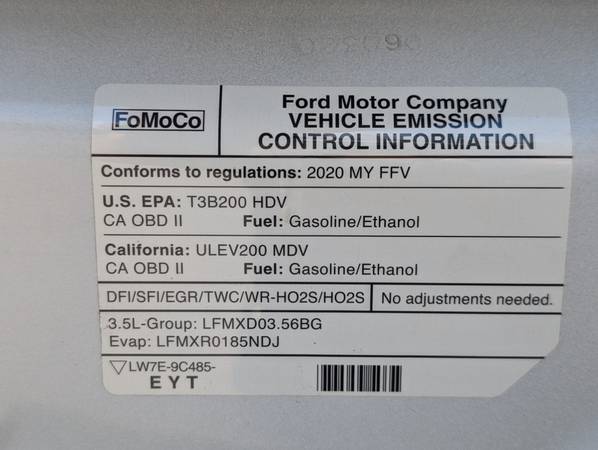 FoMoCo
Ford Motor Company
VEHICLE EMISSION
CONTROL INFORMATION
Conforms to regulations: 2020 MY FFV
U.S. EPA: T3B200 HDV
CA OBD II Fuel: Gasoline/Ethanol
California: ULEV200 MDV
CA OBD II Fuel: Gasoline/Ethanol
DFI/SFI/EGR/TWC/WR-HO2S/HO2S No adjustments needed.
3.5L-Group: LFMXD03.56BG
Evap: LFMXR0185NDJ
LW7E-9C485-
EYT